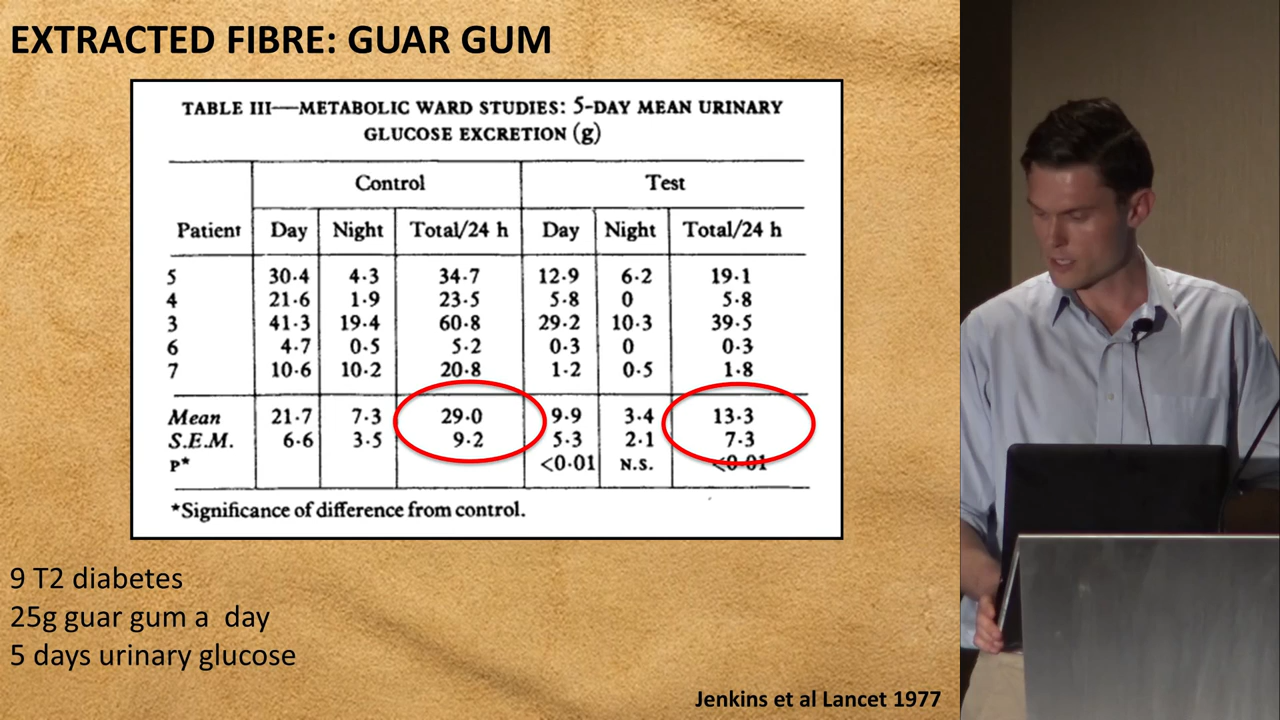 EXTRACTED FIBRE: GUAR GUM
TABLE III—METABOLIC WARD STUDIES: 5-DAY MEAN URINARY
GLUCOSE EXCRETION (g)
Control Test
Patient Day Night Total/24 h Day Night Total/24 h
5 30·4 4·3 34·7 12·9 6·2 19·1
4 21·6 1·9 23·5 5·8 0 5·8
3 41·3 19·4 60·8 29·2 10·3 39·5
6 4·7 0·5 5·2 0·3 0 0·3
7 10·6 10·2 20·8 1·2 0·5 1·8
Mean 21·7 7·3 29·0 9·9 3·4 13·3
S.E.M. 6·6 3·5 9·2 5·3 2·1 7·3
P* <0·01 N.S. <0·01
*Significance of difference from control.
9 T2 diabetes
25g guar gum a day
5 days urinary glucose
Jenkins et al Lancet 1977